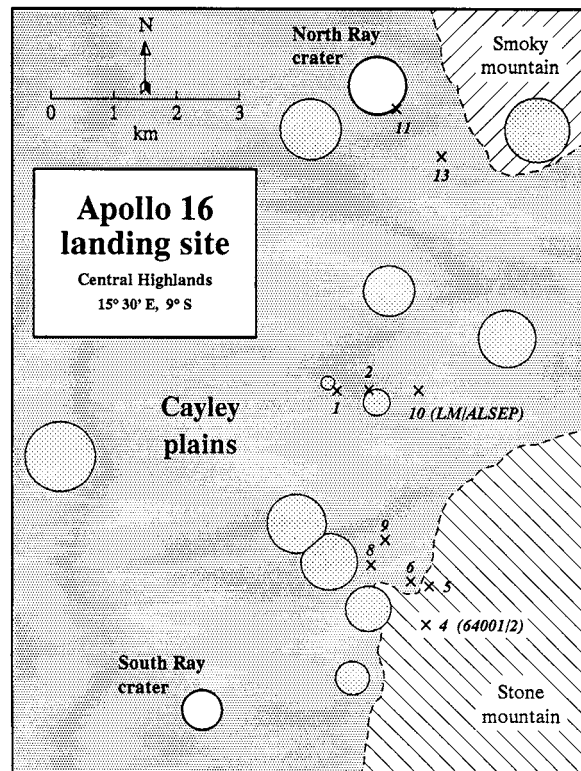 N
0 1 2 3
km
North Ray
crater
Smoky
mountain
11
13
Apollo 16
landing site
Central Highlands
15° 30' E, 9° S
2
1
10 (LM/ALSEP)
Cayley
plains
9
8
6
5
4 (64001/2)
South Ray
crater
Stone
mountain